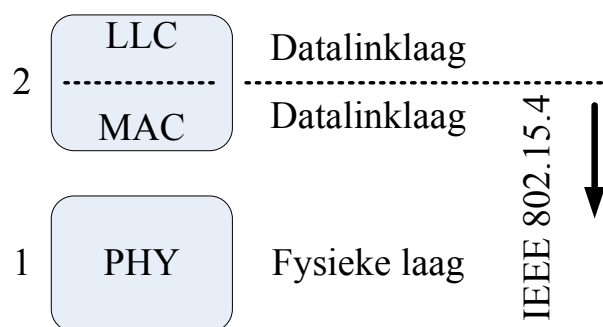 LLC Datalinklaag
2
MAC Datalinklaag
IEEE 802.15.4
1 PHY Fysieke laag